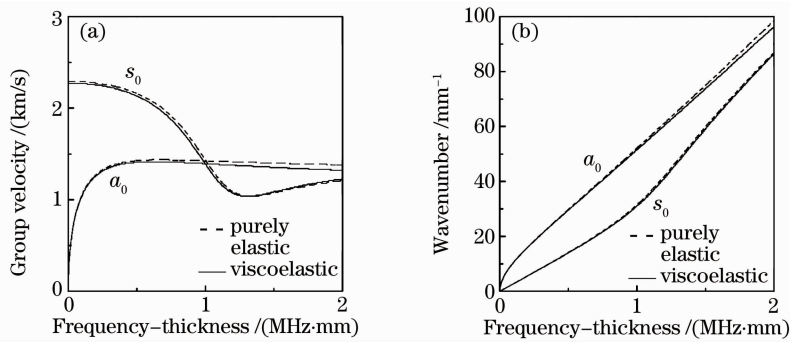 (a)
3
2
1
0
Group velocity /(km/s)
s₀
a₀
purely
elastic
viscoelastic
0
1
2
Frequency–thickness /(MHz·mm)
(b)
100
80
60
40
20
0
Wavenumber /mm⁻¹
a₀
s₀
purely
elastic
viscoelastic
0
1
2
Frequency–thickness /(MHz·mm)